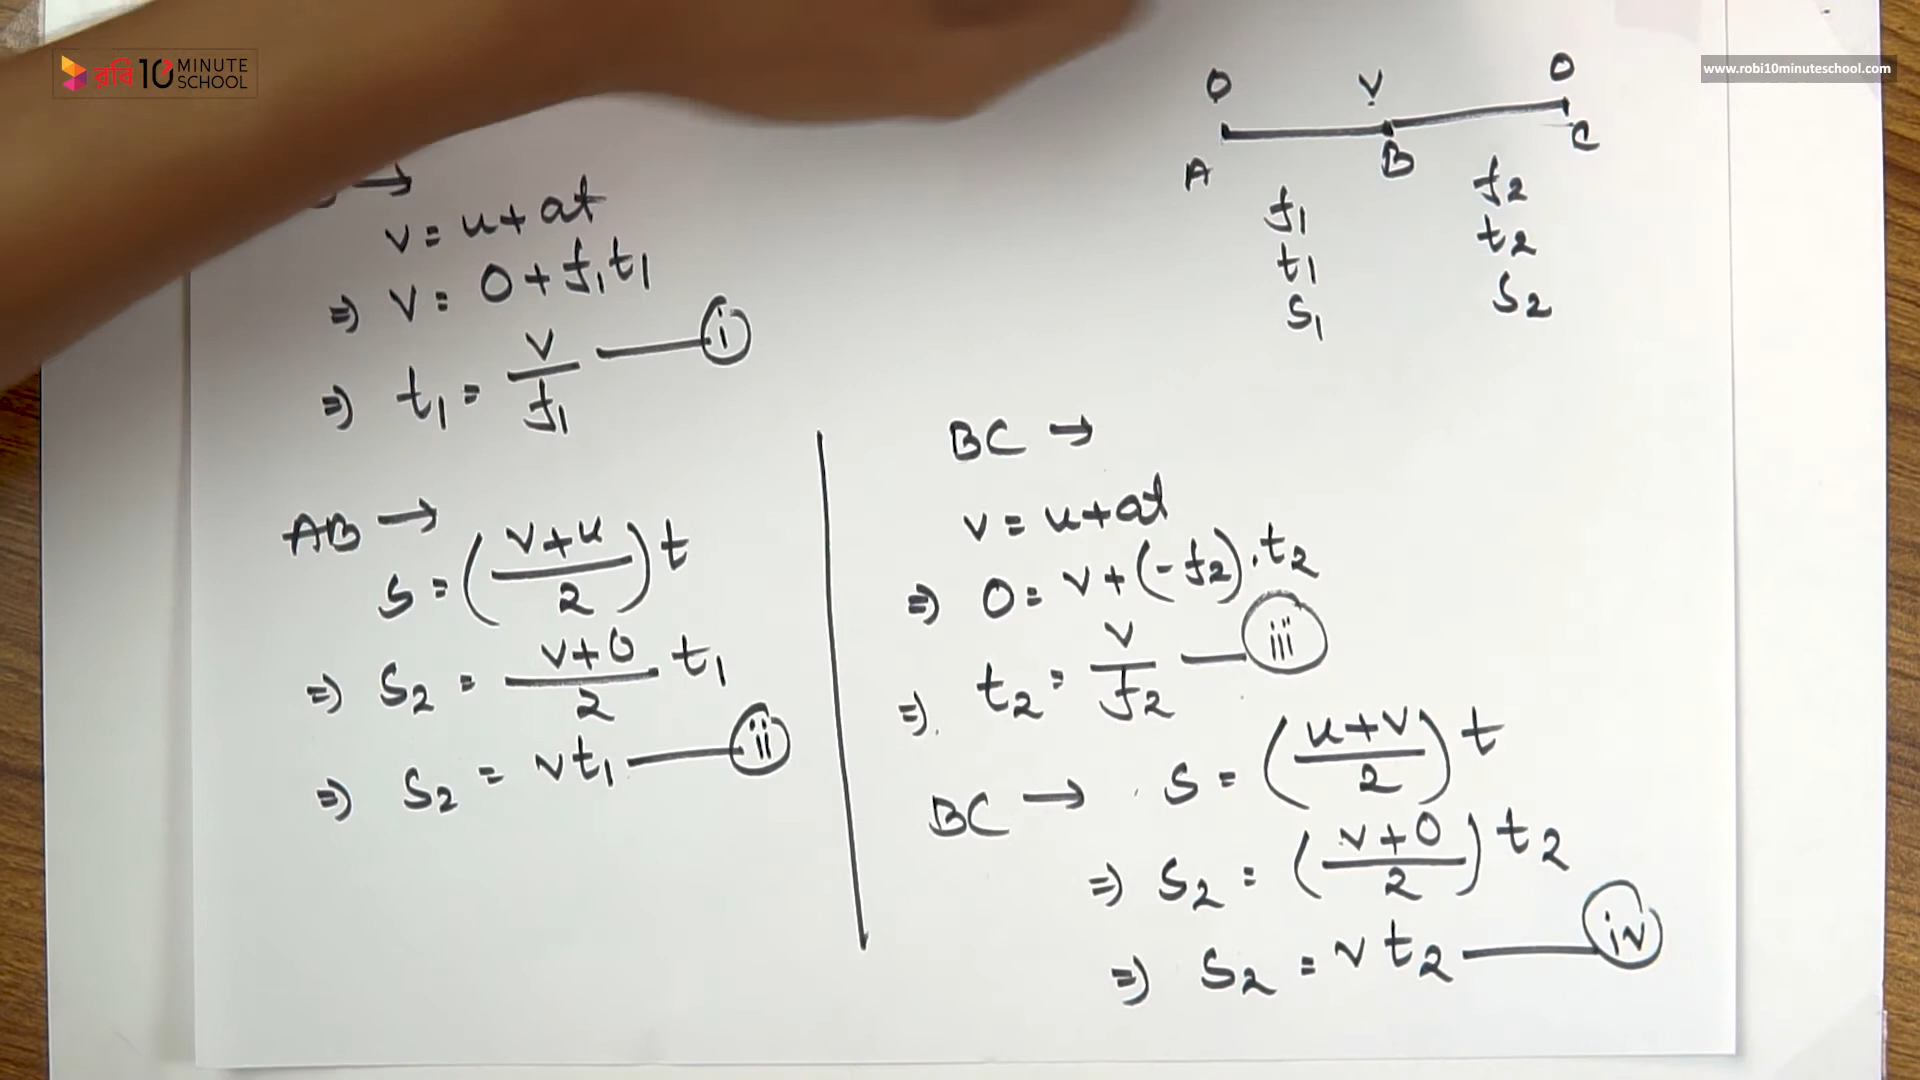 রবি 10 MINUTE SCHOOL
www.robi10minuteschool.com
O V O
A B C
f1 f2
t1 t2
S1 S2
→
v = u + at
⇒ v = 0 + f1t1
⇒ t1 = v/f1 — i
AB →
s = ((v+u)/2) t
⇒ S2 = (v+0)/2 t1
⇒ S2 = vt1 — ii
BC →
v = u + at
⇒ 0 = v + (-f2).t2
⇒ t2 = v/f2 — iii
BC → s = ((u+v)/2) t
⇒ S2 = ((v+0)/2) t2
⇒ S2 = v t2 — iv